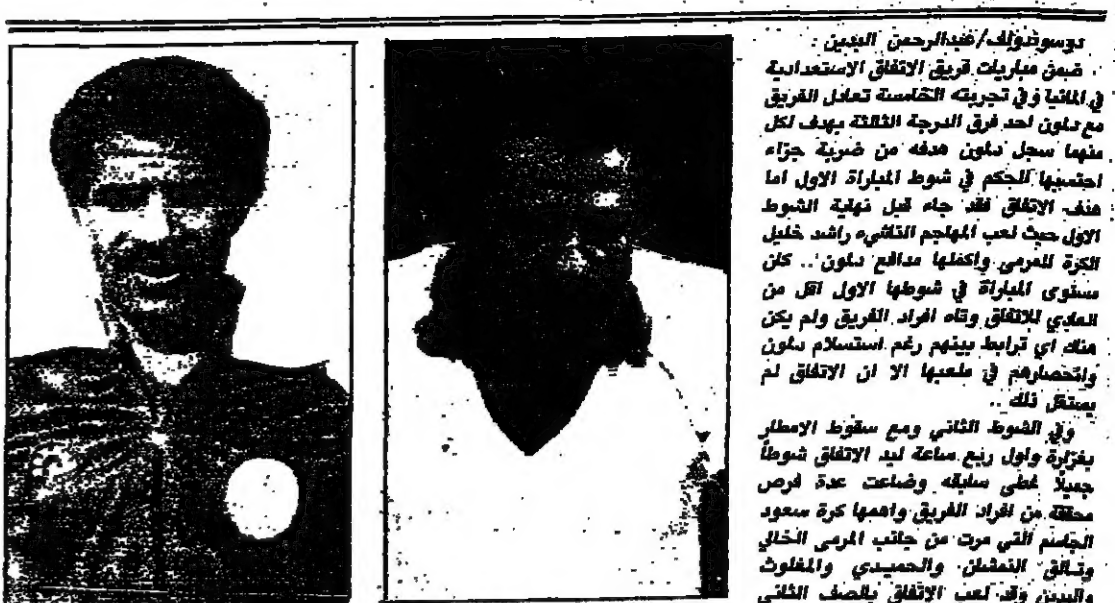 دوسوندولف/عبدالرحمن البدين :
ضمن مباريات فريق الاتفاق الاستعدادية
في المانيا وفي تجربته الخامسة تعادل الفريق
مع دلون احد فرق الدرجة الثالثة بهدف لكل
منهما سجل دلون هدفه من ضربة جزاء
احتسبها الحكم في شوط المباراة الاول اما
هدف الاتفاق فقد جاء قبل نهاية الشوط
الاول حيث لعب المهاجم الناشيء راشد خليل
الكرة للمرمى واكملها مدافع دلون .. كان
مستوى المباراة في شوطها الاول اقل من
العادي للاتفاق وتاه افراد الفريق ولم يكن
هناك اي ترابط بينهم رغم استسلام دلون
وانحصارهم في ملعبها الا ان الاتفاق لم
يستغل ذلك ..
وفي الشوط الثاني ومع سقوط الامطار
بغزارة واول ربع ساعة لعب الاتفاق شوطاً
جميلاً غطى سابقه وضاعت عدة فرص
محققة من افراد الفريق واهمها كرة سعود
الجاسم التي مرت من جانب المرمى الخالي
وتالق النمشان والحميدي والمغلوث
والبدين وقد لعب الاتفاق بالصف الثاني